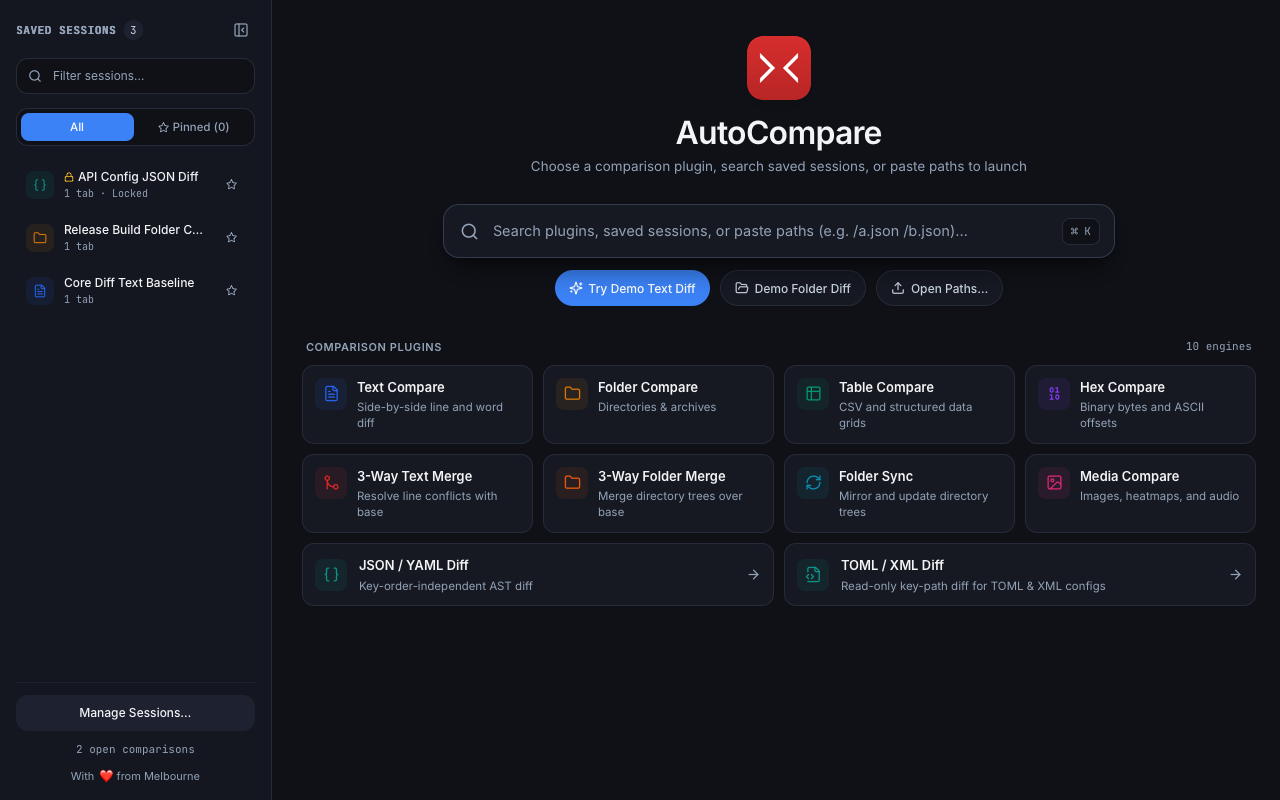 SAVED SESSIONS 3
Filter sessions...
All
Pinned (0)
API Config JSON Diff
1 tab · Locked
Release Build Folder C...
1 tab
Core Diff Text Baseline
1 tab
Manage Sessions...
2 open comparisons
With ❤️ from Melbourne
AutoCompare
Choose a comparison plugin, search saved sessions, or paste paths to launch
Search plugins, saved sessions, or paste paths (e.g. /a.json /b.json)...
⌘ K
Try Demo Text Diff
Demo Folder Diff
Open Paths...
COMPARISON PLUGINS
10 engines
Text Compare
Side-by-side line and word
diff
Folder Compare
Directories & archives
Table Compare
CSV and structured data
grids
01
10
Hex Compare
Binary bytes and ASCII
offsets
3-Way Text Merge
Resolve line conflicts with
base
3-Way Folder Merge
Merge directory trees over
base
Folder Sync
Mirror and update directory
trees
Media Compare
Images, heatmaps, and audio
JSON / YAML Diff
Key-order-independent AST diff
TOML / XML Diff
Read-only key-path diff for TOML & XML configs